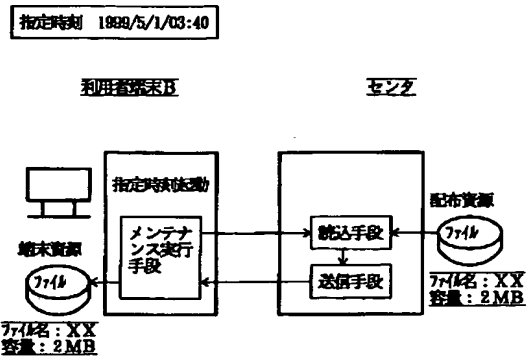 指定時刻 1999/5/1/03:40
利用者端末B
センタ
指定時刻起動
メンテナ
ンス実行
手段
読込手段
送信手段
配布資源
ファイル
ファイル名：XX
容量：2MB
端末資源
ファイル
ファイル名：XX
容量：2MB